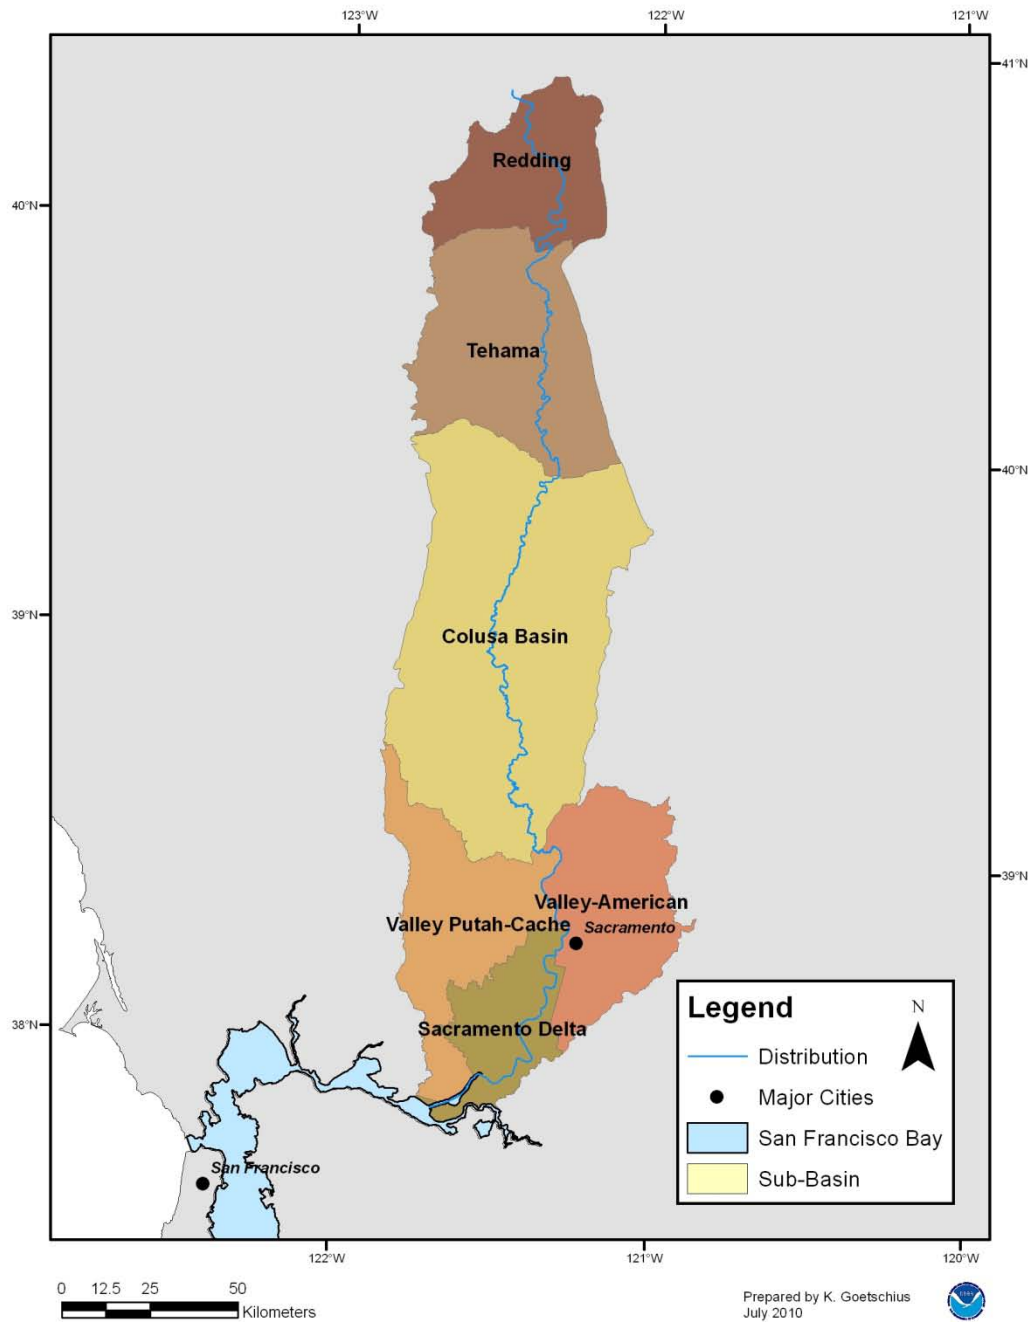 123°W
122°W
121°W
41°N
Redding
40°N
Tehama
40°N
39°N
Colusa Basin
39°N
Valley-American
Valley Putah-Cache
Sacramento
38°N
Sacramento Delta
Legend
N
Distribution
Major Cities
San Francisco Bay
Sub-Basin
San Francisco
122°W
121°W
120°W
0 12.5 25 50
Kilometers
Prepared by K. Goetschius
July 2010